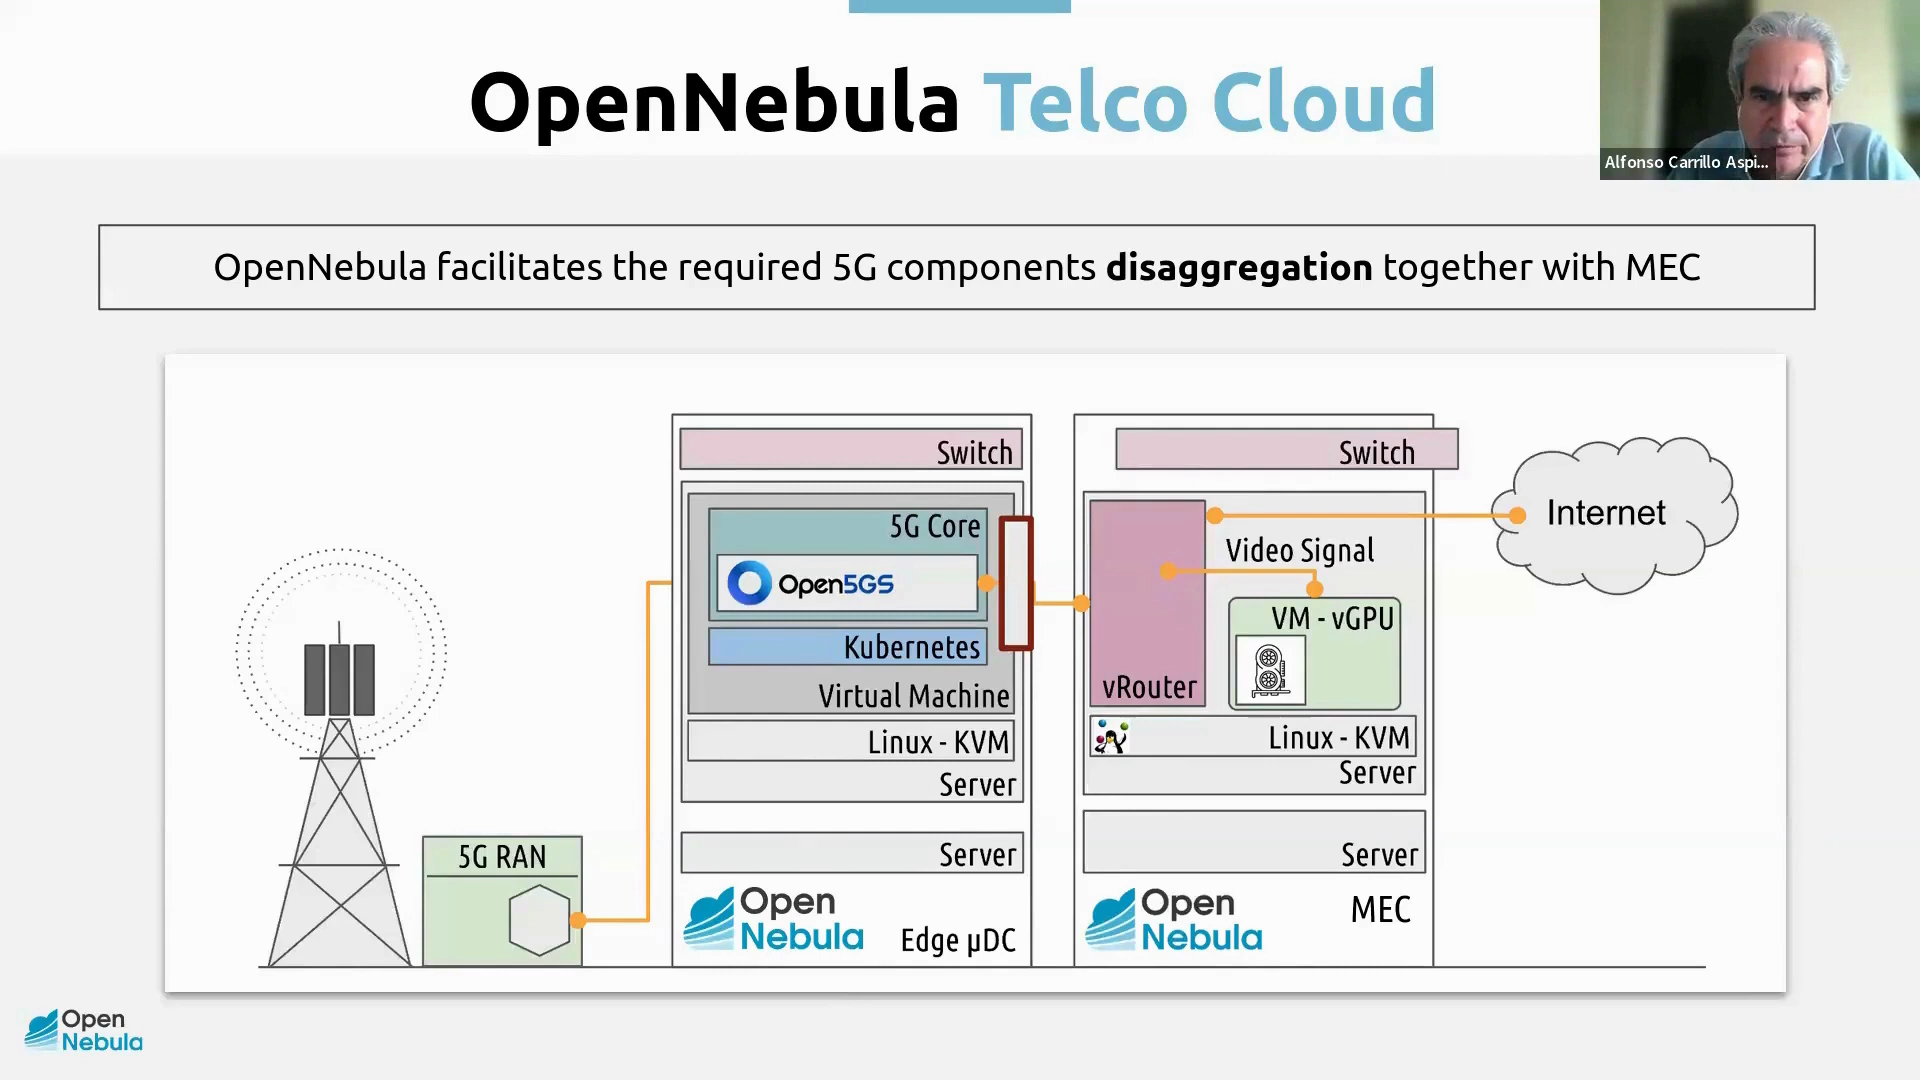 OpenNebula Telco Cloud
Alfonso Carrillo Aspi...
OpenNebula facilitates the required 5G components disaggregation together with MEC
Switch
5G Core
Open5GS
Kubernetes
Virtual Machine
Linux - KVM
Server
Server
Open
Nebula
Edge µDC
5G RAN
Switch
Internet
Video Signal
VM - vGPU
vRouter
Linux - KVM
Server
Server
Open
Nebula
MEC
Open
Nebula